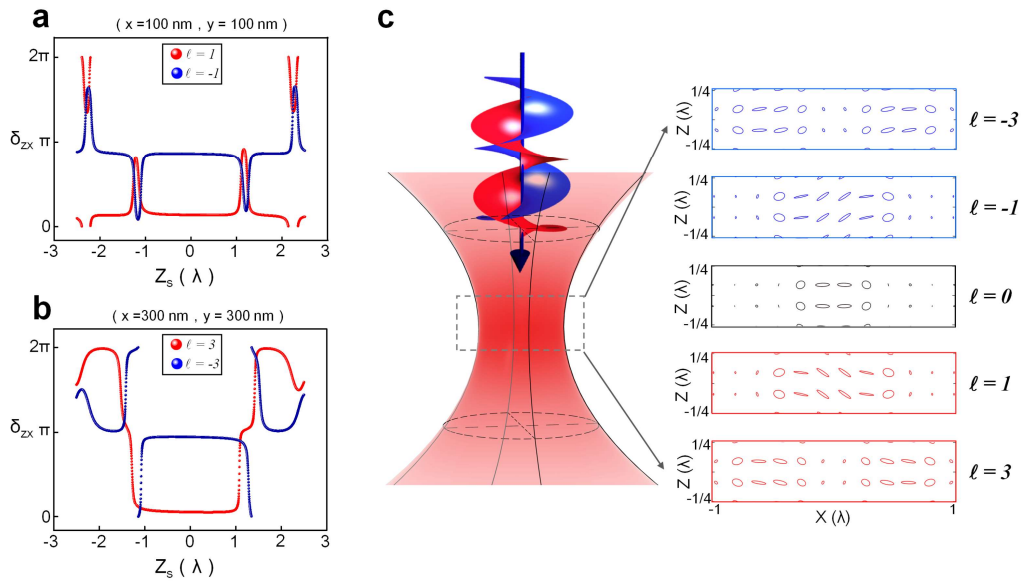 a
( x =100 nm , y = 100 nm )
2π
ℓ = 1
ℓ = -1
δZX π
0
-3 -2 -1 0 1 2 3
Zs ( λ )
b
( x =300 nm , y = 300 nm )
2π
ℓ = 3
ℓ = -3
δZX π
0
-3 -2 -1 0 1 2 3
Zs ( λ )
c
1/4
Z (λ)
-1/4
ℓ = -3
1/4
Z (λ)
-1/4
ℓ = -1
1/4
Z (λ)
-1/4
ℓ = 0
1/4
Z (λ)
-1/4
ℓ = 1
1/4
Z (λ)
-1/4
ℓ = 3
-1 1
X (λ)